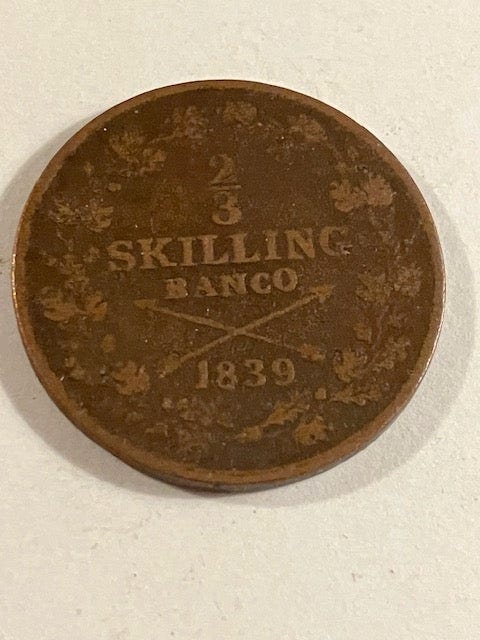 2/3
SKILLING
BANCO
1839